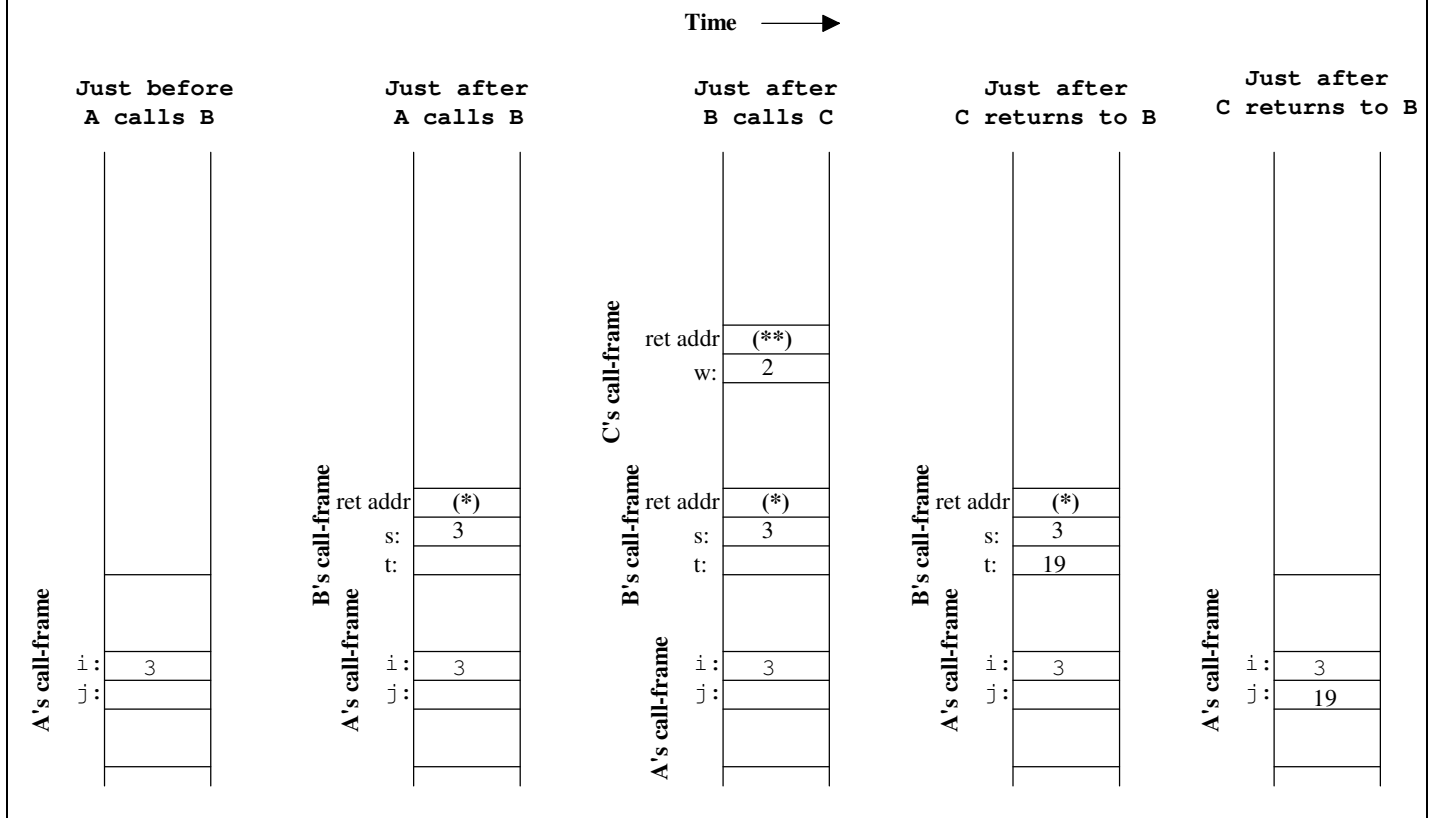 Time
Just before
A calls B
Just after
A calls B
Just after
B calls C
Just after
C returns to B
Just after
C returns to B
A's call-frame
i: 3
j:
B's call-frame
ret addr (*)
s: 3
t:
A's call-frame
i: 3
j:
C's call-frame
ret addr (**)
w: 2
B's call-frame
ret addr (*)
s: 3
t:
A's call-frame
i: 3
j:
B's call-frame
ret addr (*)
s: 3
t: 19
A's call-frame
i: 3
j:
A's call-frame
i: 3
j: 19